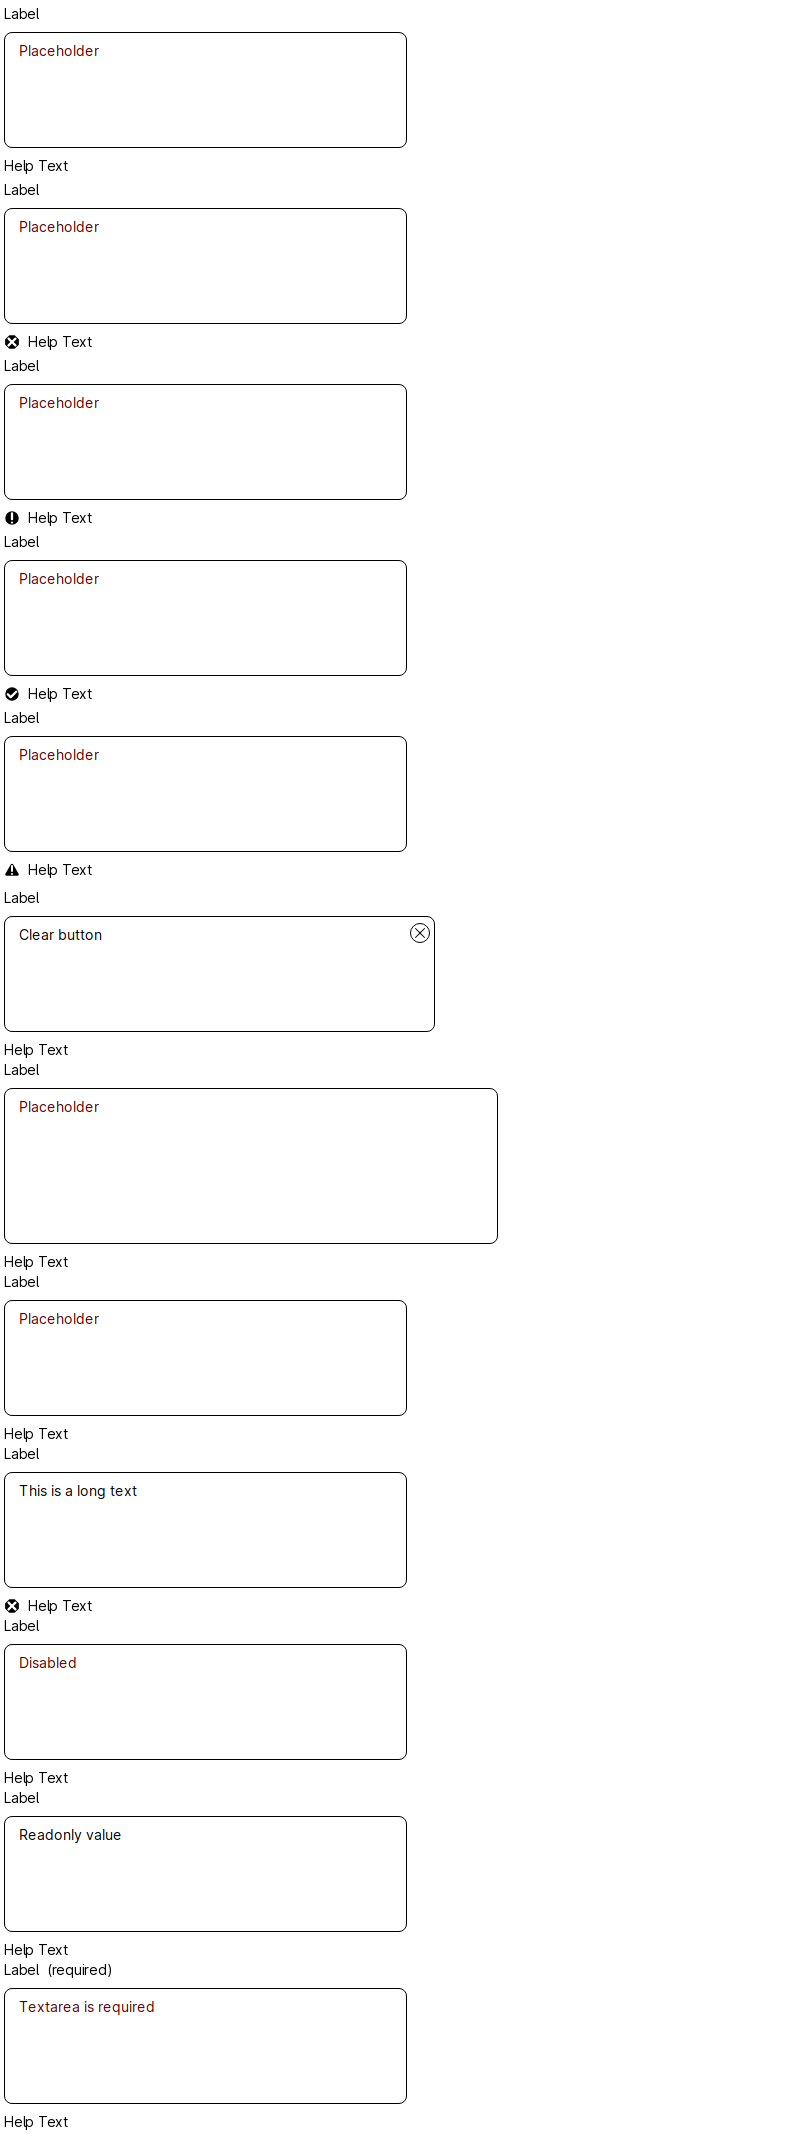 Label
Placeholder
Help Text
Label
Placeholder
Help Text
Label
Placeholder
Help Text
Label
Placeholder
Help Text
Label
Placeholder
Help Text
Label
Clear button
Help Text
Label
Placeholder
Help Text
Label
Placeholder
Help Text
Label
This is a long text
Help Text
Label
Disabled
Help Text
Label
Readonly value
Help Text
Label (required)
Textarea is required
Help Text